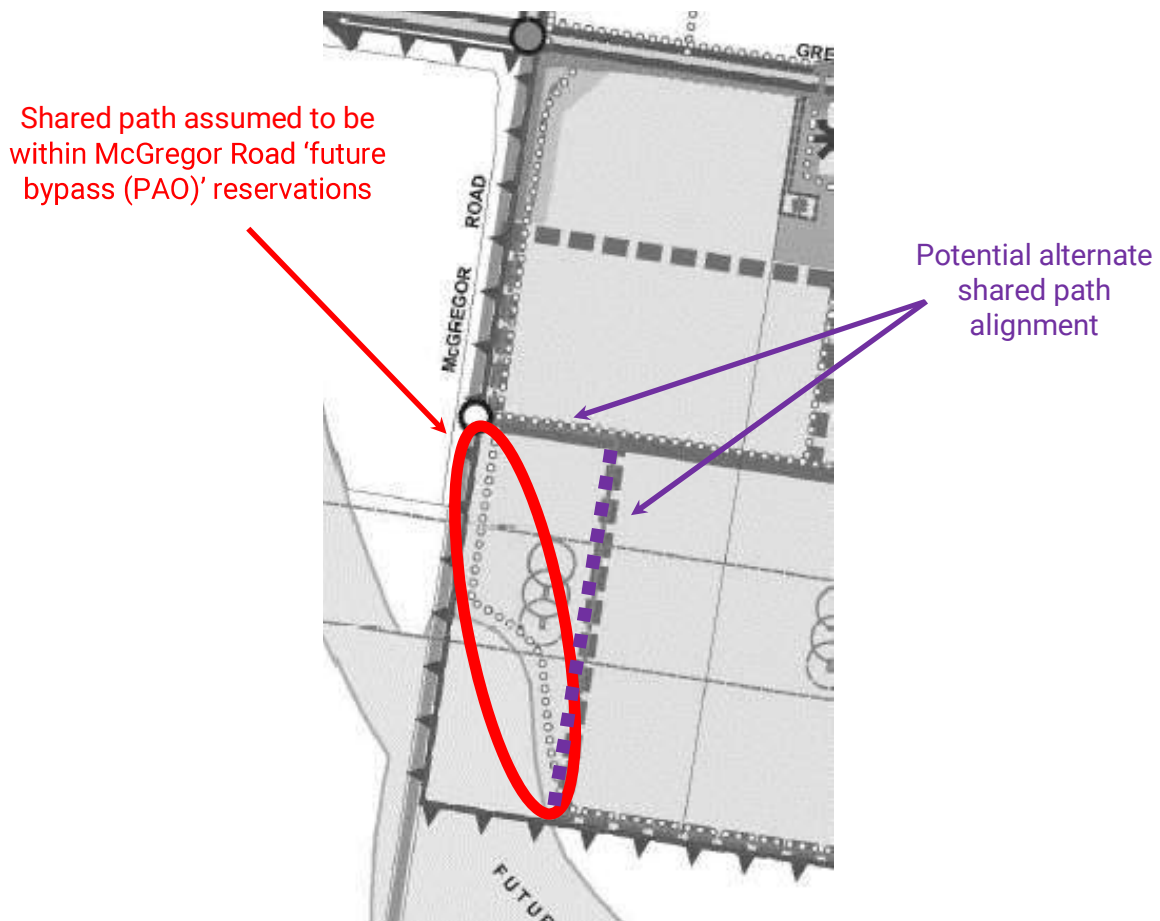 GRE
Shared path assumed to be
within McGregor Road ‘future
bypass (PAO)’ reservations
McGREGOR ROAD
Potential alternate
shared path
alignment
FUTUR